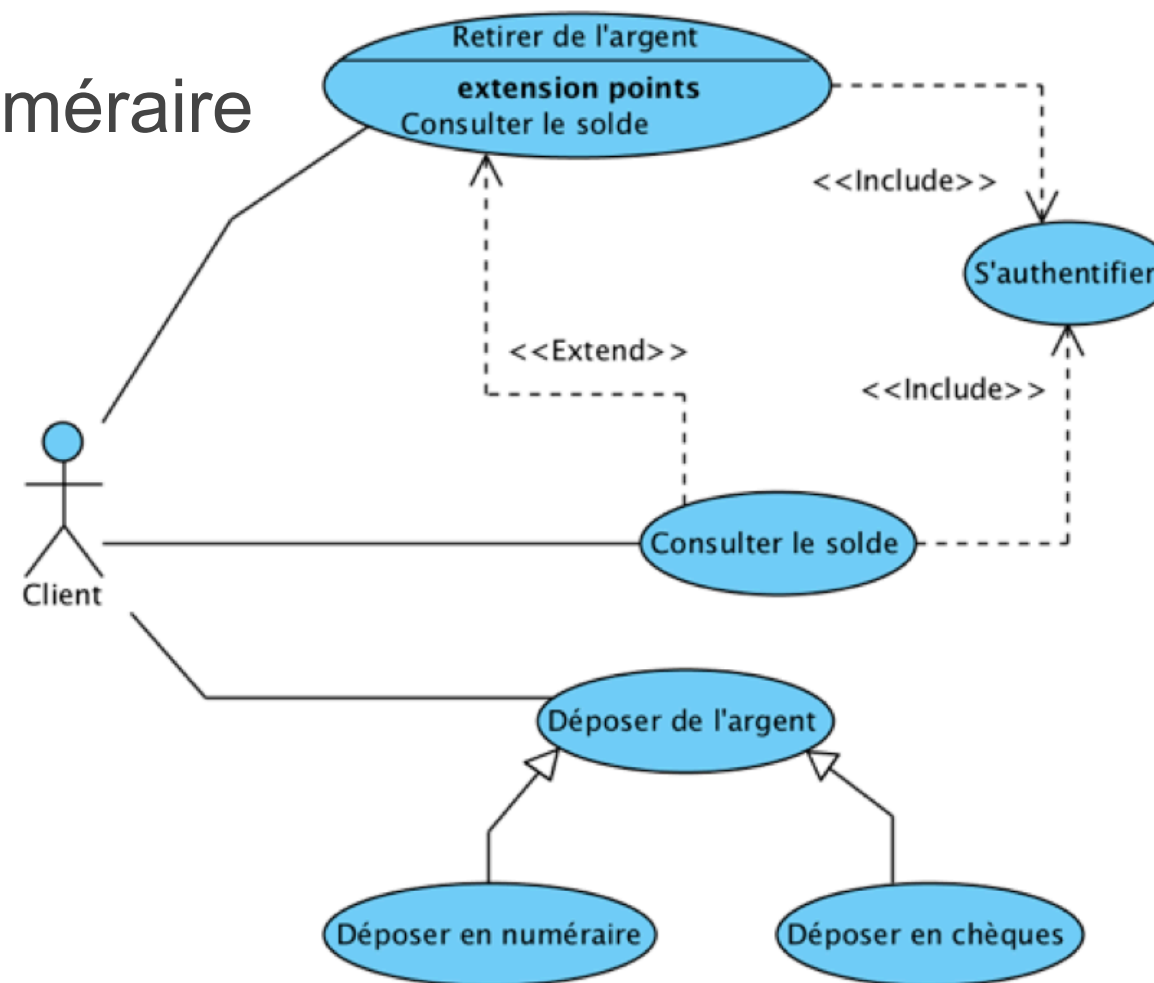 Retirer de l'argent
méraire
extension points
Consulter le solde
<<Include>>
S'authentifier
<<Extend>>
<<Include>>
Consulter le solde
Client
Déposer de l'argent
Déposer en numéraire
Déposer en chèques